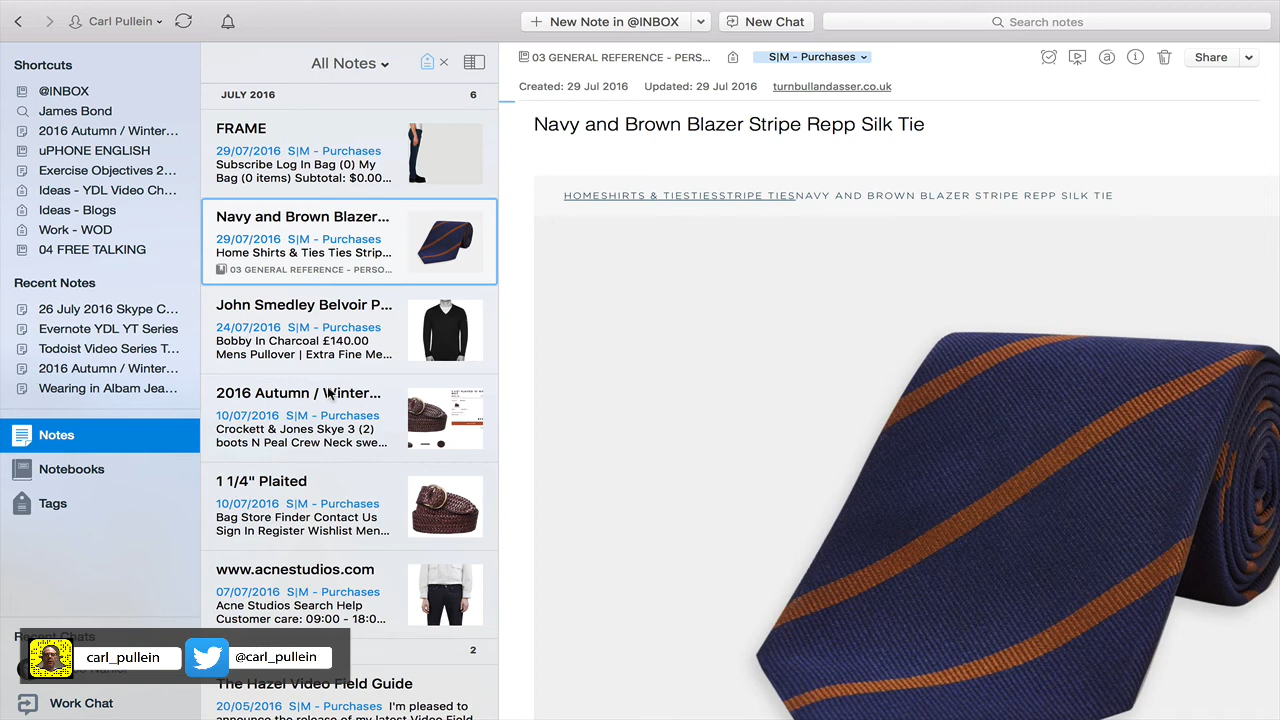 Carl Pullein
New Note in @INBOX
New Chat
Search notes
Shortcuts
@INBOX
James Bond
2016 Autumn / Winter...
uPHONE ENGLISH
Exercise Objectives 2...
Ideas - YDL Video Ch...
Ideas - Blogs
Work - WOD
04 FREE TALKING
Recent Notes
26 July 2016 Skype C...
Evernote YDL YT Series
Todoist Video Series T...
2016 Autumn / Winter...
Wearing in Albam Jea...
Notes
Notebooks
Tags
Recent Chats
carl_pullein
@carl_pullein
Work Chat
All Notes
JULY 2016 6
FRAME
29/07/2016 S|M - Purchases
Subscribe Log In Bag (0) My
Bag (0 items) Subtotal: $0.00...
Navy and Brown Blazer...
29/07/2016 S|M - Purchases
Home Shirts & Ties Ties Strip...
03 GENERAL REFERENCE - PERSO...
John Smedley Belvoir P...
24/07/2016 S|M - Purchases
Bobby In Charcoal £140.00
Mens Pullover | Extra Fine Me...
2016 Autumn / Winter...
10/07/2016 S|M - Purchases
Crockett & Jones Skye 3 (2)
boots N Peal Crew Neck swe...
1 1/4" Plaited
10/07/2016 S|M - Purchases
Bag Store Finder Contact Us
Sign In Register Wishlist Men...
www.acnestudios.com
07/07/2016 S|M - Purchases
Acne Studios Search Help
Customer care: 09:00 - 18:0...
2
The Hazel Video Field Guide
20/05/2016 I'm pleased to
announce the release of my latest Video Field
03 GENERAL REFERENCE - PERS...
S|M - Purchases
Share
Created: 29 Jul 2016 Updated: 29 Jul 2016 turnbullandasser.co.uk
Navy and Brown Blazer Stripe Repp Silk Tie
HOMESHIRTS & TIESTIESSTRIPE TIESNAVY AND BROWN BLAZER STRIPE REPP SILK TIE